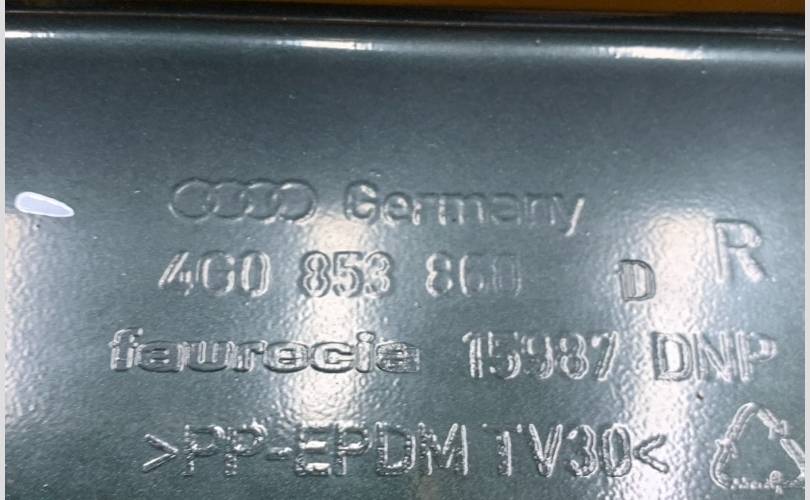 Germany
R
4G0 853 860 D
faurecia 15987 DNP
>PP-EPDM TV30<